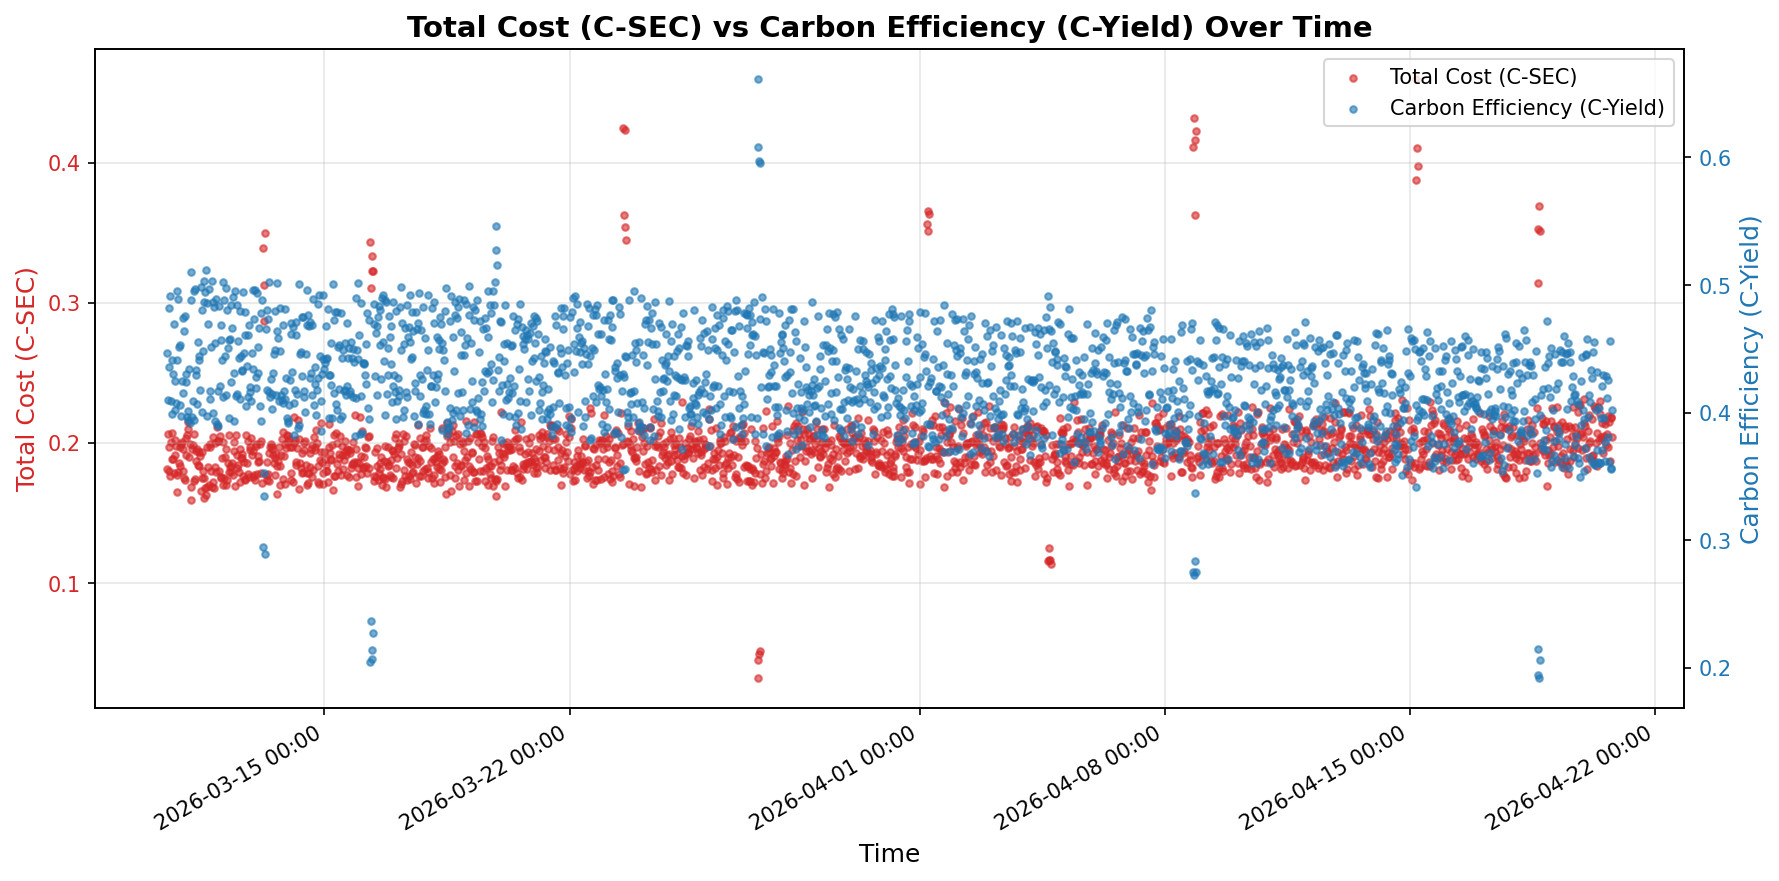 Total Cost (C-SEC) vs Carbon Efficiency (C-Yield) Over Time
Total Cost (C-SEC)
Carbon Efficiency (C-Yield)
0.4
0.3
0.2
0.1
Total Cost (C-SEC)
0.6
0.5
0.4
0.3
0.2
Carbon Efficiency (C-Yield)
2026-03-15 00:00
2026-03-22 00:00
2026-04-01 00:00
2026-04-08 00:00
2026-04-15 00:00
2026-04-22 00:00
Time